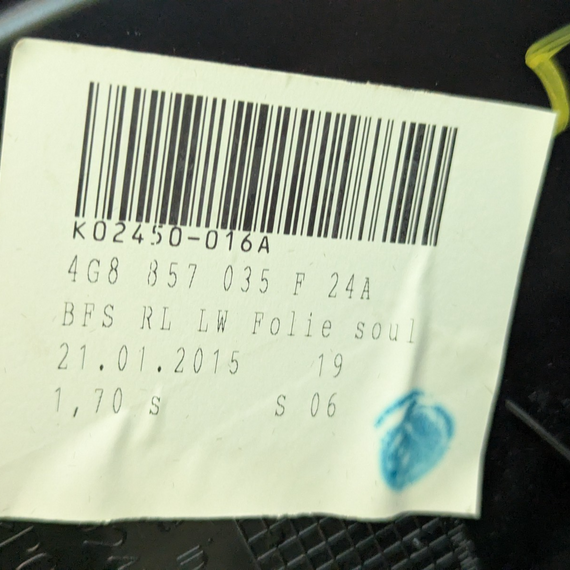 K02450-016A
4G8 857 035 F 24A
BFS RL LW Folie soul
21.01.2015 19
1,70 s S 06